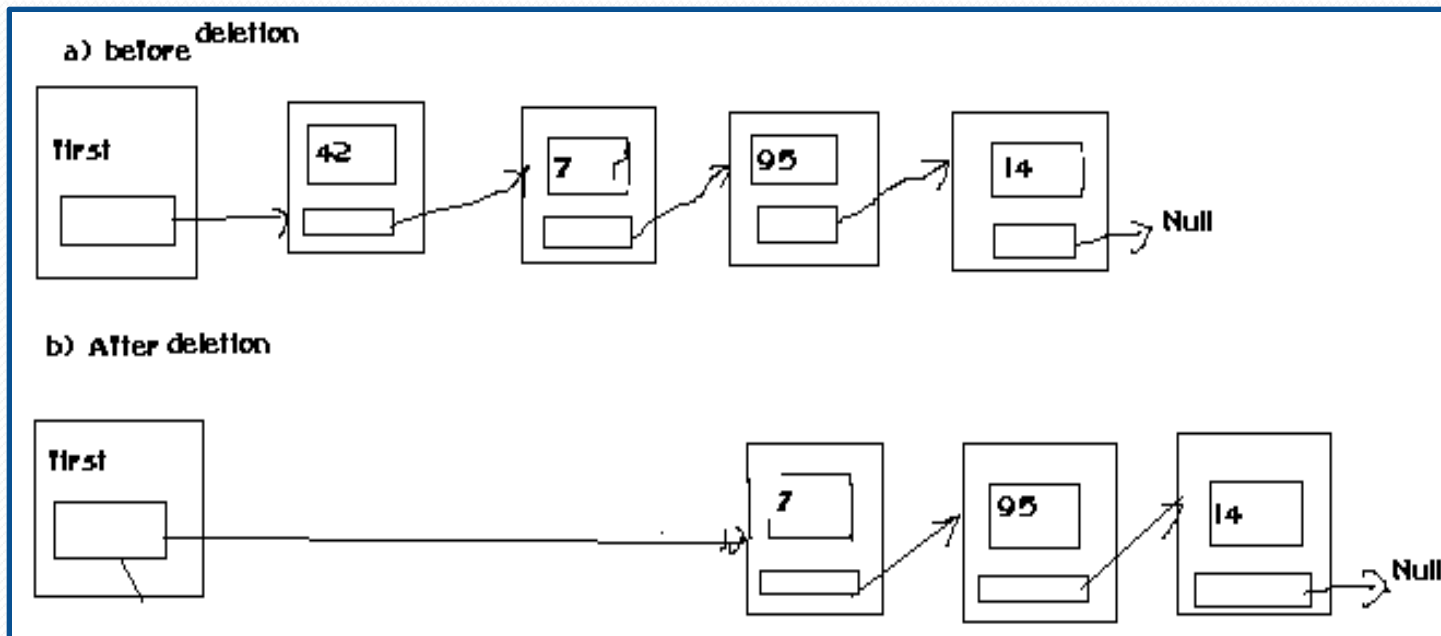 a) before deletion
first
42
7
95
14
Null
b) After deletion
first
7
95
14
Null